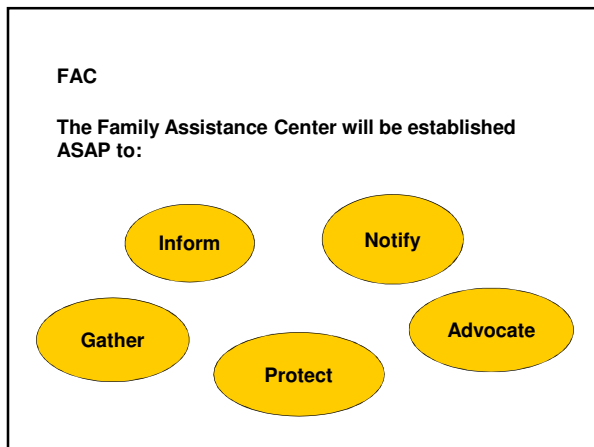 FAC
The Family Assistance Center will be established
ASAP to:
Inform
Notify
Gather
Protect
Advocate